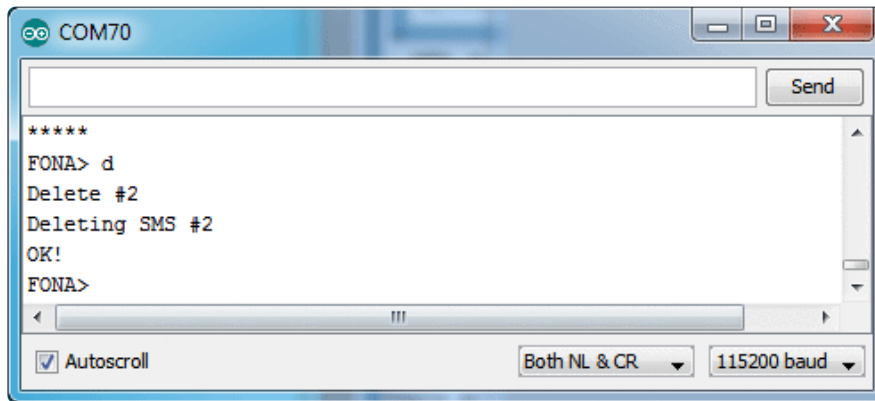 COM70
Send
*****
FONA> d
Delete #2
Deleting SMS #2
OK!
FONA>
Autoscroll
Both NL & CR
115200 baud